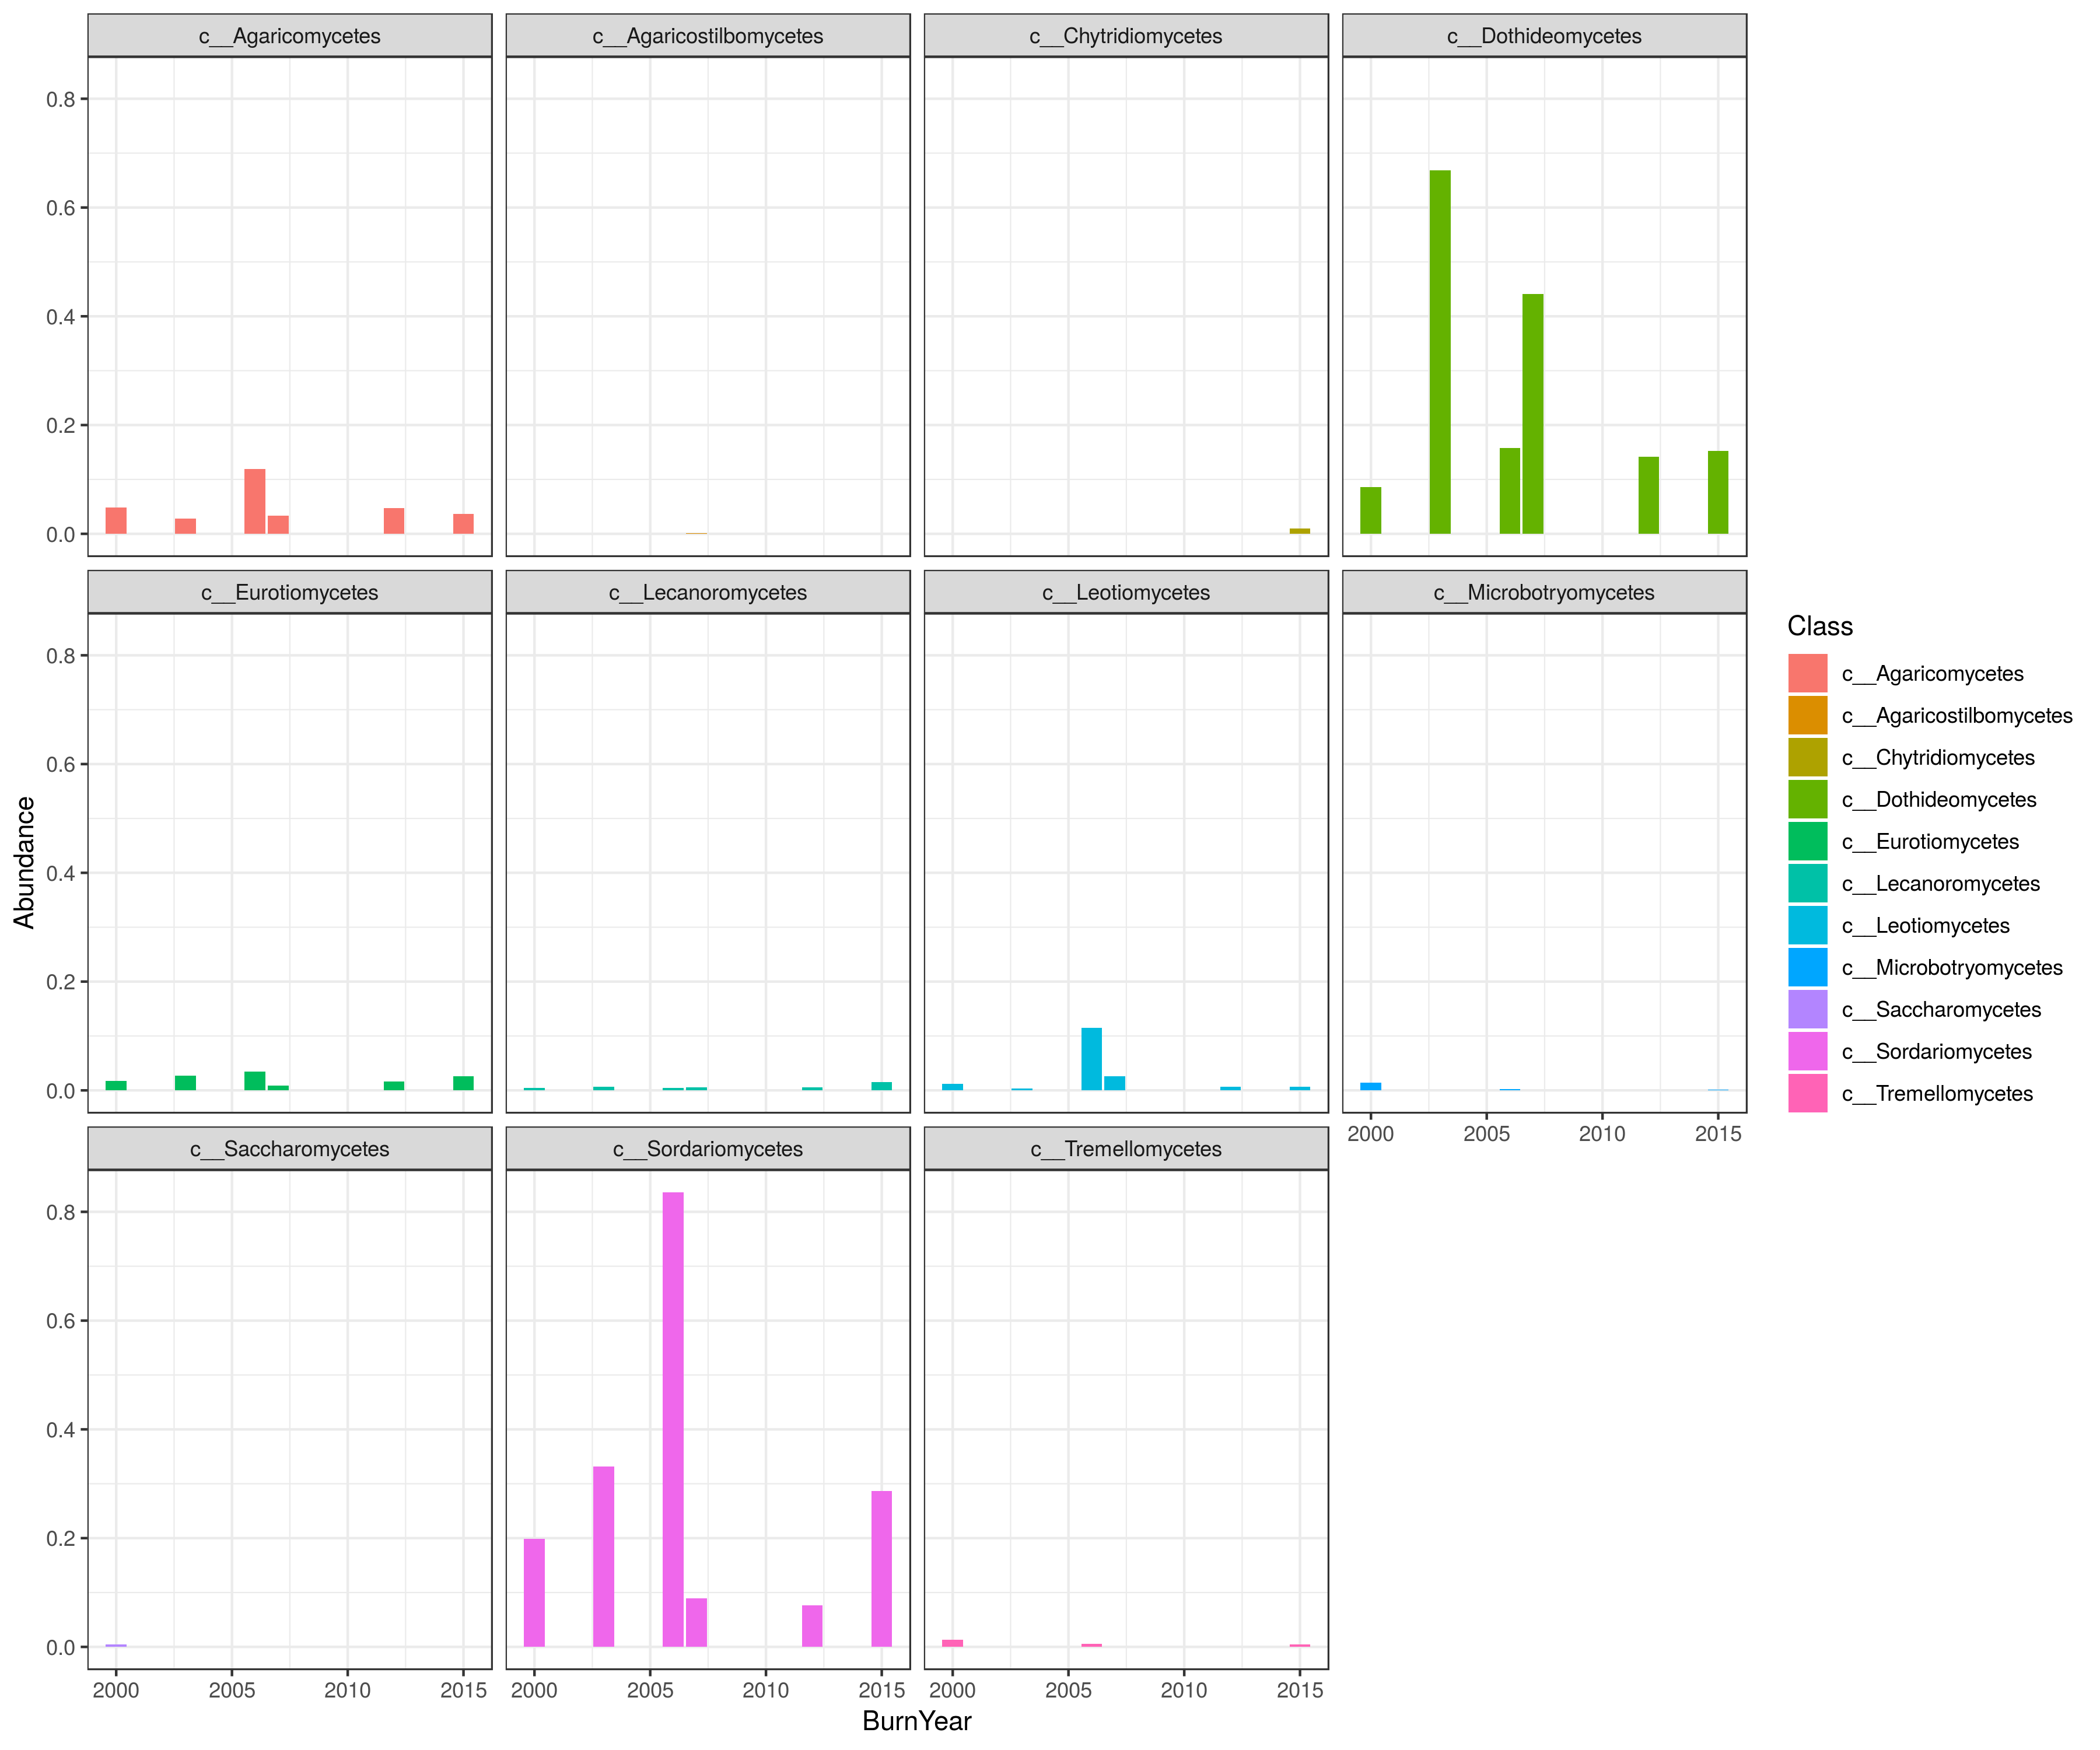 c__Agaricomycetes
c__Agaricostilbomycetes
c__Chytridiomycetes
c__Dothideomycetes
0.8
0.6
0.4
0.2
0.0
c__Eurotiomycetes
c__Lecanoromycetes
c__Leotiomycetes
c__Microbotryomycetes
0.8
0.6
0.4
0.2
0.0
2000 2005 2010 2015
c__Saccharomycetes
c__Sordariomycetes
c__Tremellomycetes
0.8
0.6
0.4
0.2
0.0
2000 2005 2010 2015
2000 2005 2010 2015
2000 2005 2010 2015
BurnYear
Abundance
Class
c__Agaricomycetes
c__Agaricostilbomycetes
c__Chytridiomycetes
c__Dothideomycetes
c__Eurotiomycetes
c__Lecanoromycetes
c__Leotiomycetes
c__Microbotryomycetes
c__Saccharomycetes
c__Sordariomycetes
c__Tremellomycetes